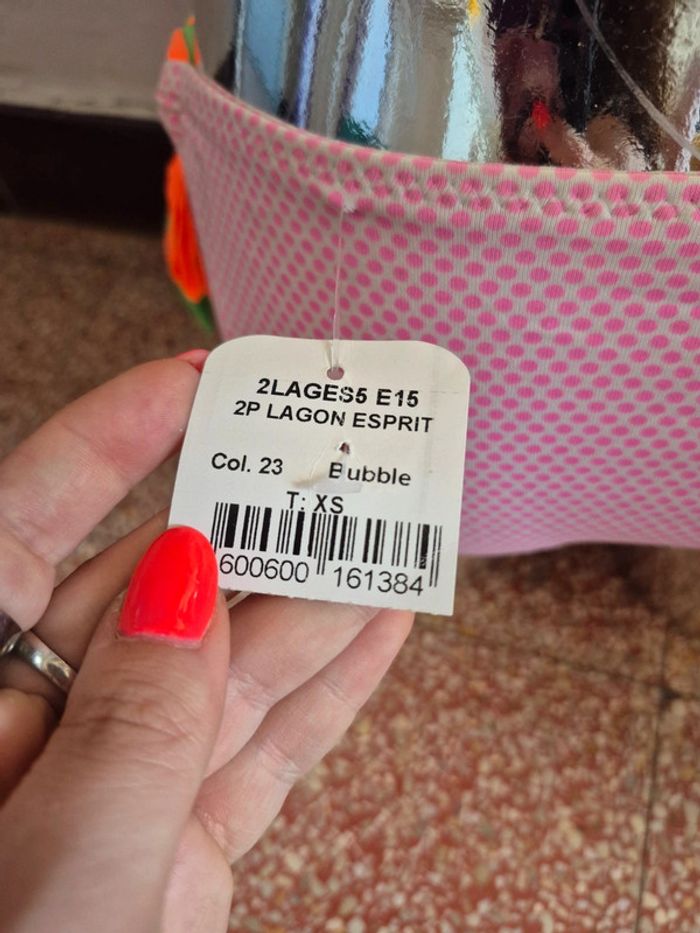 2LAGES5 E15
2P LAGON ESPRIT
Col. 23 Bubble
T: XS
600600 161384